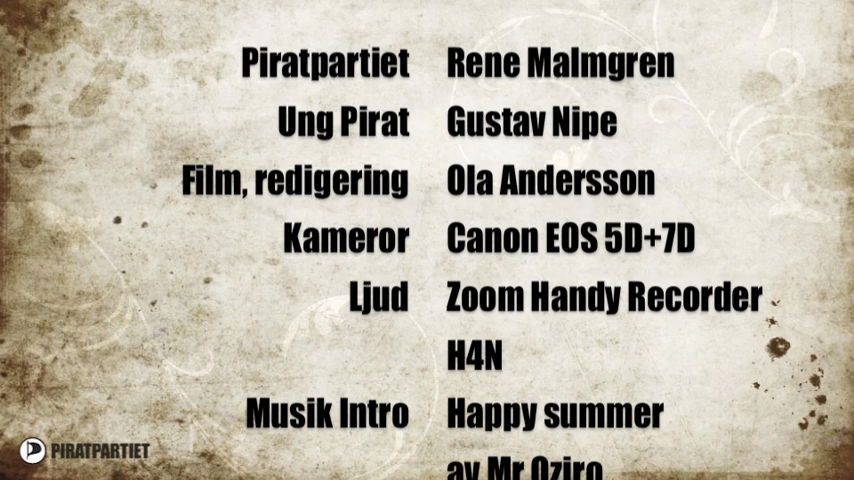 Piratpartiet Rene Malmgren
Ung Pirat Gustav Nipe
Film, redigering Ola Andersson
Kameror Canon EOS 5D+7D
Ljud Zoom Handy Recorder
H4N
Musik Intro Happy summer
av Mr Oziro
PIRATPARTIET